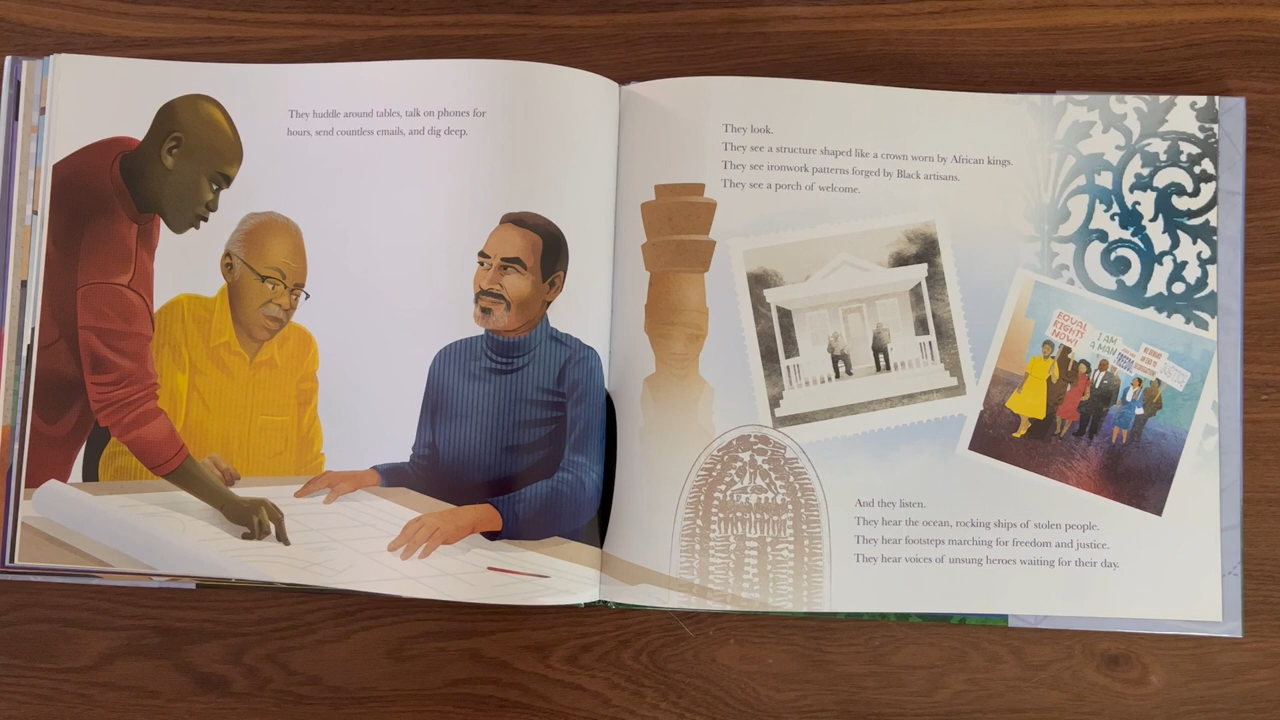 They huddle around tables, talk on phones for
hours, send countless emails, and dig deep.
They look.
They see a structure shaped like a crown worn by African kings.
They see ironwork patterns forged by Black artisans.
They see a porch of welcome.
EQUAL
RIGHTS
NOW!
I AM
A MAN
And they listen.
They hear the ocean, rocking ships of stolen people.
They hear footsteps marching for freedom and justice.
They hear voices of unsung heroes waiting for their day.